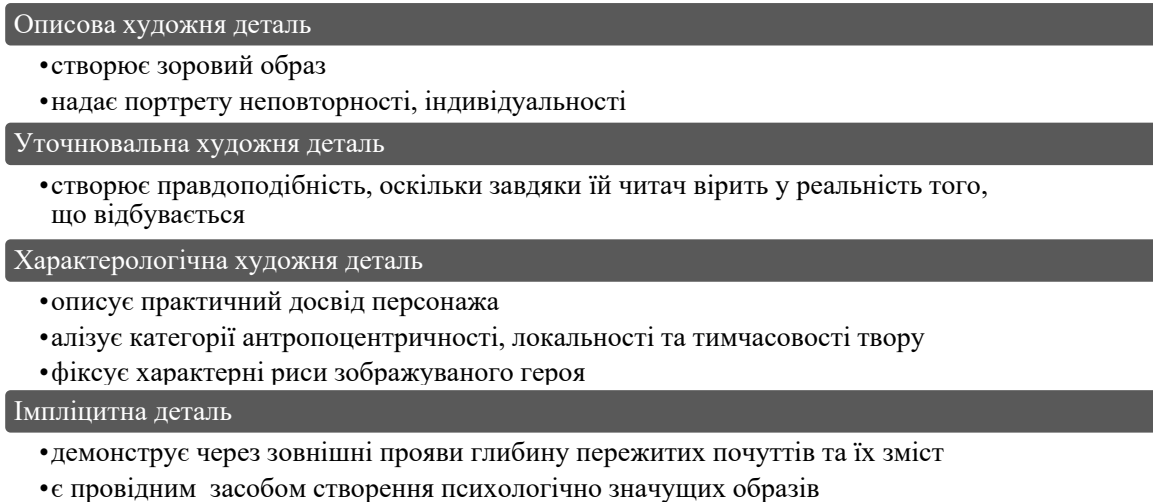 Описова художня деталь
•створює зоровий образ
•надає портрету неповторності, індивідуальності
Уточнювальна художня деталь
•створює правдоподібність, оскільки завдяки їй читач вірить у реальність того,
що відбувається
Характерологічна художня деталь
•описує практичний досвід персонажа
•алізує категорії антропоцентричності, локальності та тимчасовості твору
•фіксує характерні риси зображуваного героя
Імпліцитна деталь
•демонструє через зовнішні прояви глибину пережитих почуттів та їх зміст
•є провідним засобом створення психологічно значущих образів